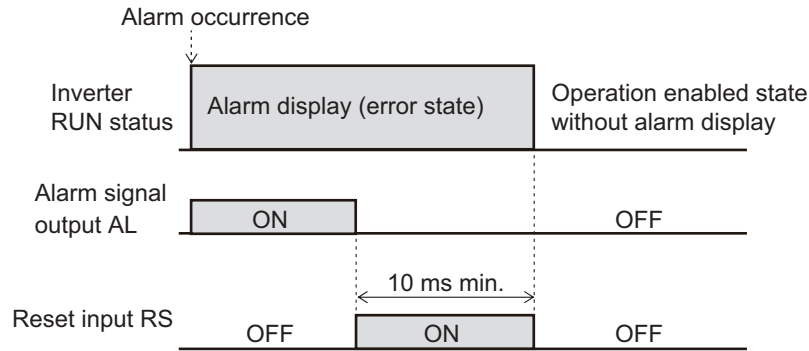 Alarm occurrence
Inverter
RUN status
Alarm display (error state)
Operation enabled state
without alarm display
Alarm signal
output AL
ON
OFF
10 ms min.
Reset input RS
OFF
ON
OFF